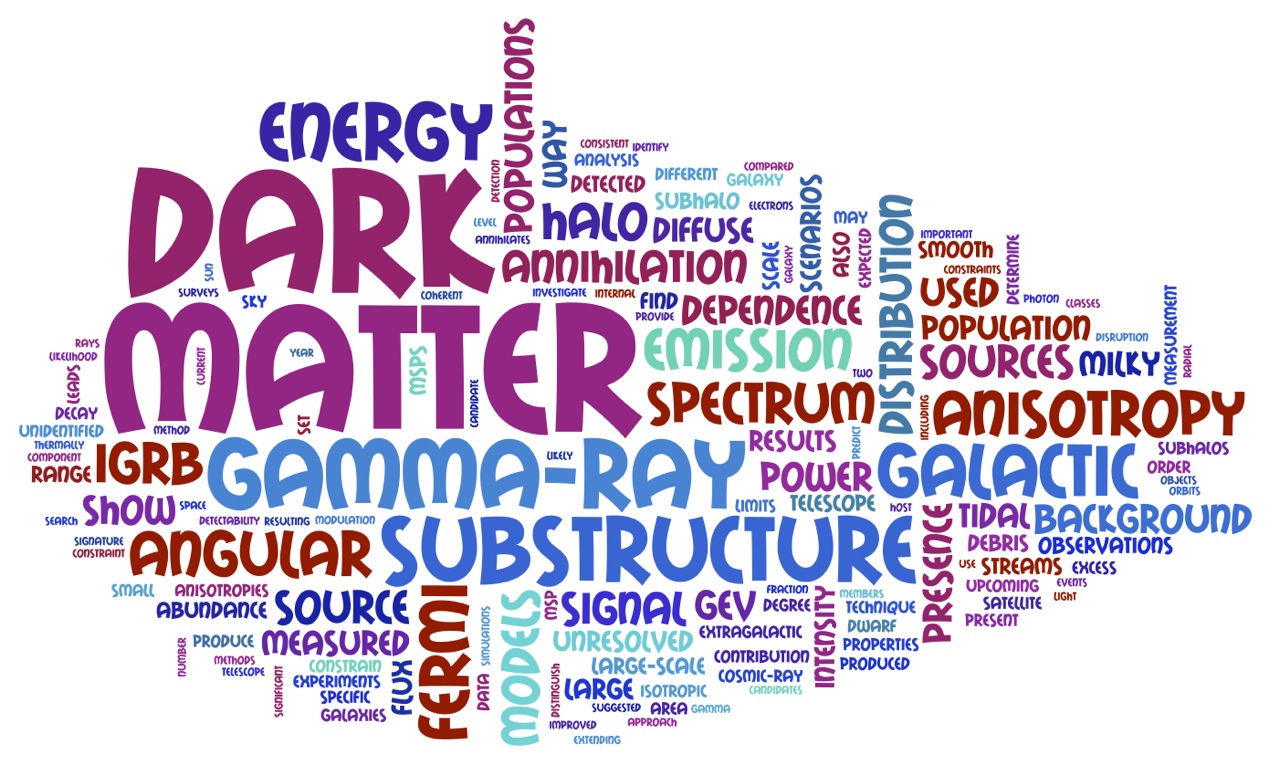 POPULATIONS
ENERGY
WAY
CONSISTENT
IDENTIFY
ANALYSIS
DETECTION
DETECTED
DIFFERENT
COMPARED
GALAXY
DARK
SUBHALO
ELECTRONS
SCENARIOS
LEVEL
HALO
DIFFUSE
MAY
ALSO
EXPECTED
DISTRIBUTION
ANNIHILATES
ANNIHILATION
SCALE
GALAXY
IMPORTANT
SMOOTH
DETERMINE
CONSTRAINTS
SUN
SURVEYS
SKY
COHERENT
INVESTIGATE
INTERNAL
FIND
PROVIDE
DEPENDENCE
USED
PHOTON
CLASSES
MATTER
EMISSION
POPULATION
DISRUPTION
MEASUREMENT
RAYS
LIKELIHOOD
LEADS
CURRENT
YEAR
MSPS
CANDIDATE
TWO
SOURCES
MILKY
RADIAL
DECAY
SET
SPECTRUM
INCLUDING
ANISOTROPY
UNIDENTIFIED
METHOD
THERMALLY
COMPONENT
RANGE
IGRB
GAMMA-RAY
LIKELY
RESULTS
PREDICT
POWER
GALACTIC
SUBHALOS
ORDER
OBJECTS
ORBITS
SHOW
SPACE
LIMITS
TELESCOPE
HOST
SEARCH
DETECTABILITY
RESULTING
MODULATION
SUBSTRUCTURE
PRESENCE
TIDAL
BACKGROUND
SIGNATURE
CONSTRAINT
ANGULAR
DEBRIS
OBSERVATIONS
USE
STREAMS
EXCESS
SMALL
ANISOTROPIES
ABUNDANCE
SOURCE
FERMI
SIMULATIONS
MODELS
MSP
SIGNAL
GEV
FRACTION
DEGREE
INTENSITY
MEMBERS
TECHNIQUE
UPCOMING
EVENTS
SATELLITE
LIGHT
PRESENT
NUMBER
PRODUCE
MEASURED
UNRESOLVED
EXTRAGALACTIC
DWARF
PROPERTIES
METHODS
TELESCOPE
CONSTRAIN
FLUX
LARGE-SCALE
CONTRIBUTION
PRODUCED
SIGNIFICANT
EXPERIMENTS
SPECIFIC
DATA
DISTINGUISH
LARGE
ISOTROPIC
COSMIC-RAY
CANDIDATES
GALAXIES
SUGGESTED
AREA
GAMMA
IMPROVED
APPROACH
EXTENDING